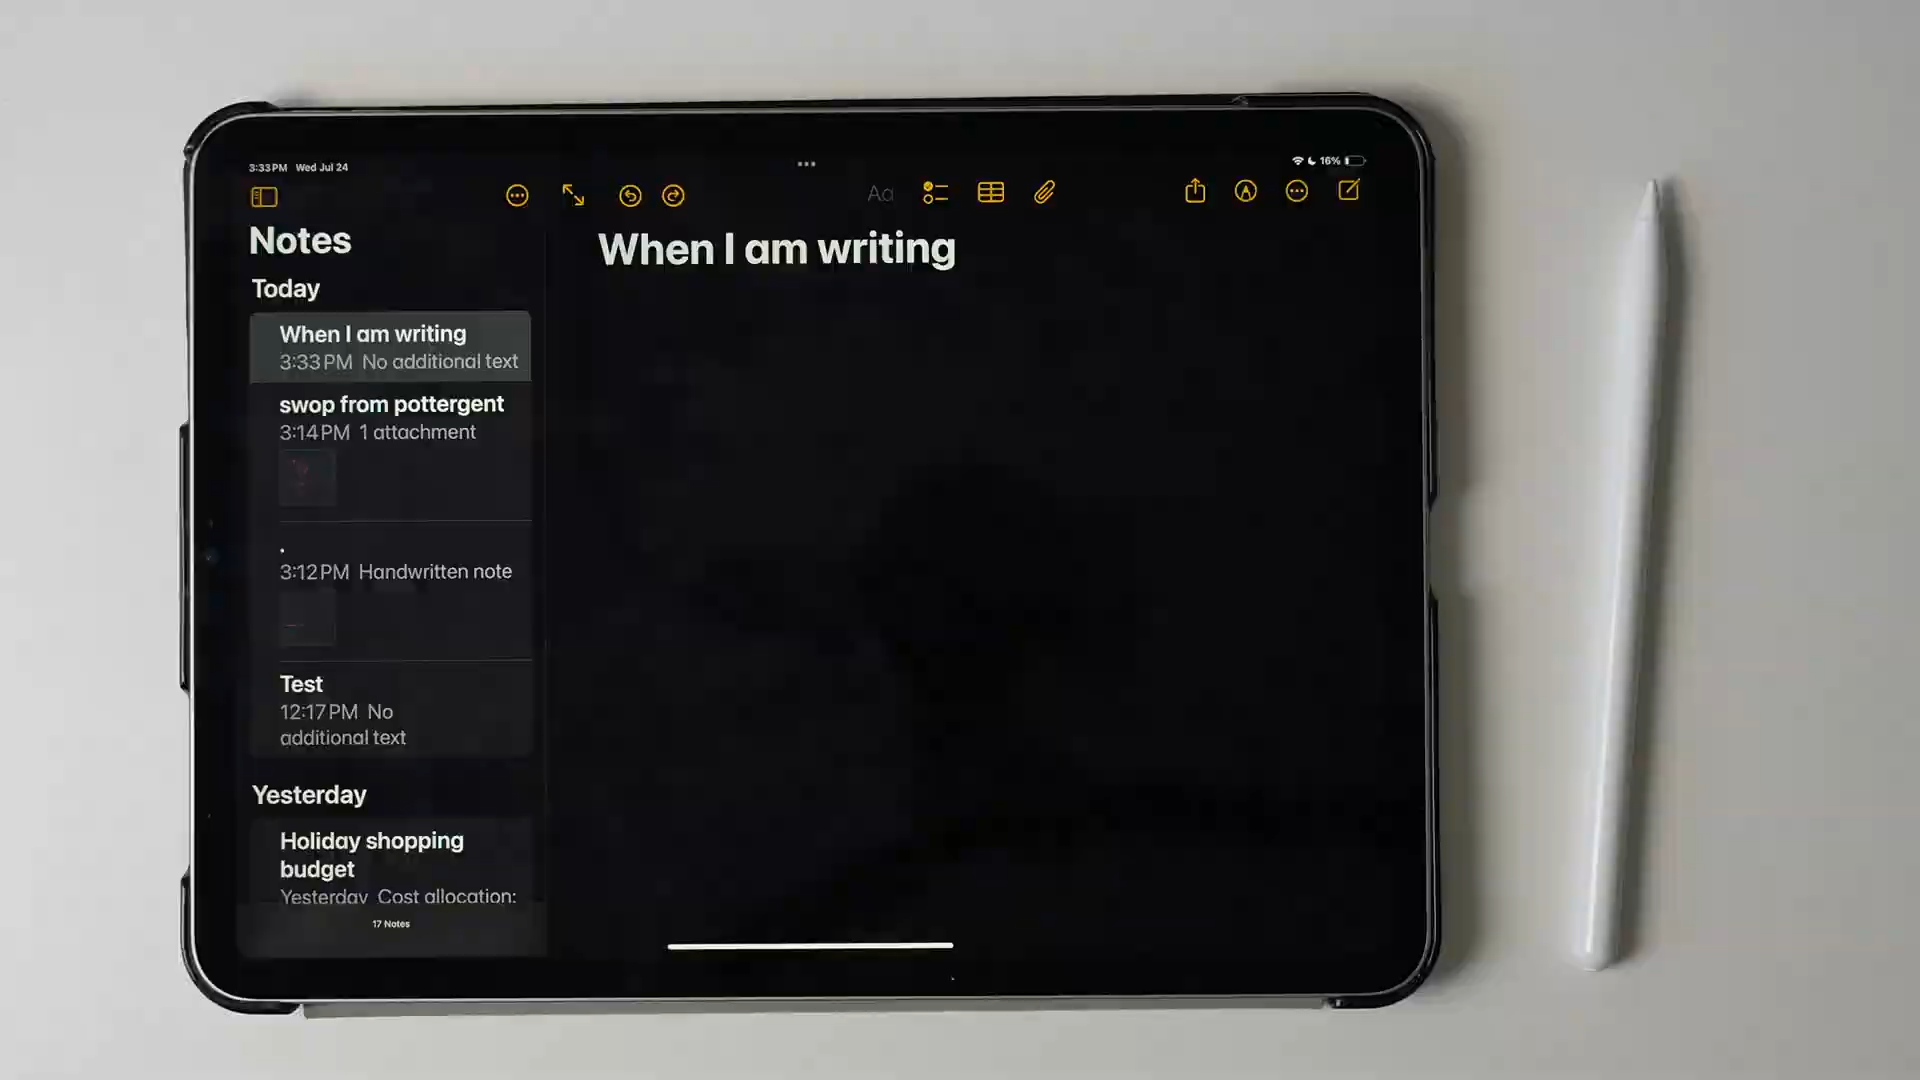 3:33 PM Wed Jul 24
16%
Aa
Notes
Today
When I am writing
3:33 PM No additional text
swop from pottergent
3:14 PM 1 attachment
.
3:12 PM Handwritten note
Test
12:17 PM No
additional text
Yesterday
Holiday shopping
budget
Yesterday Cost allocation:
17 Notes
When I am writing